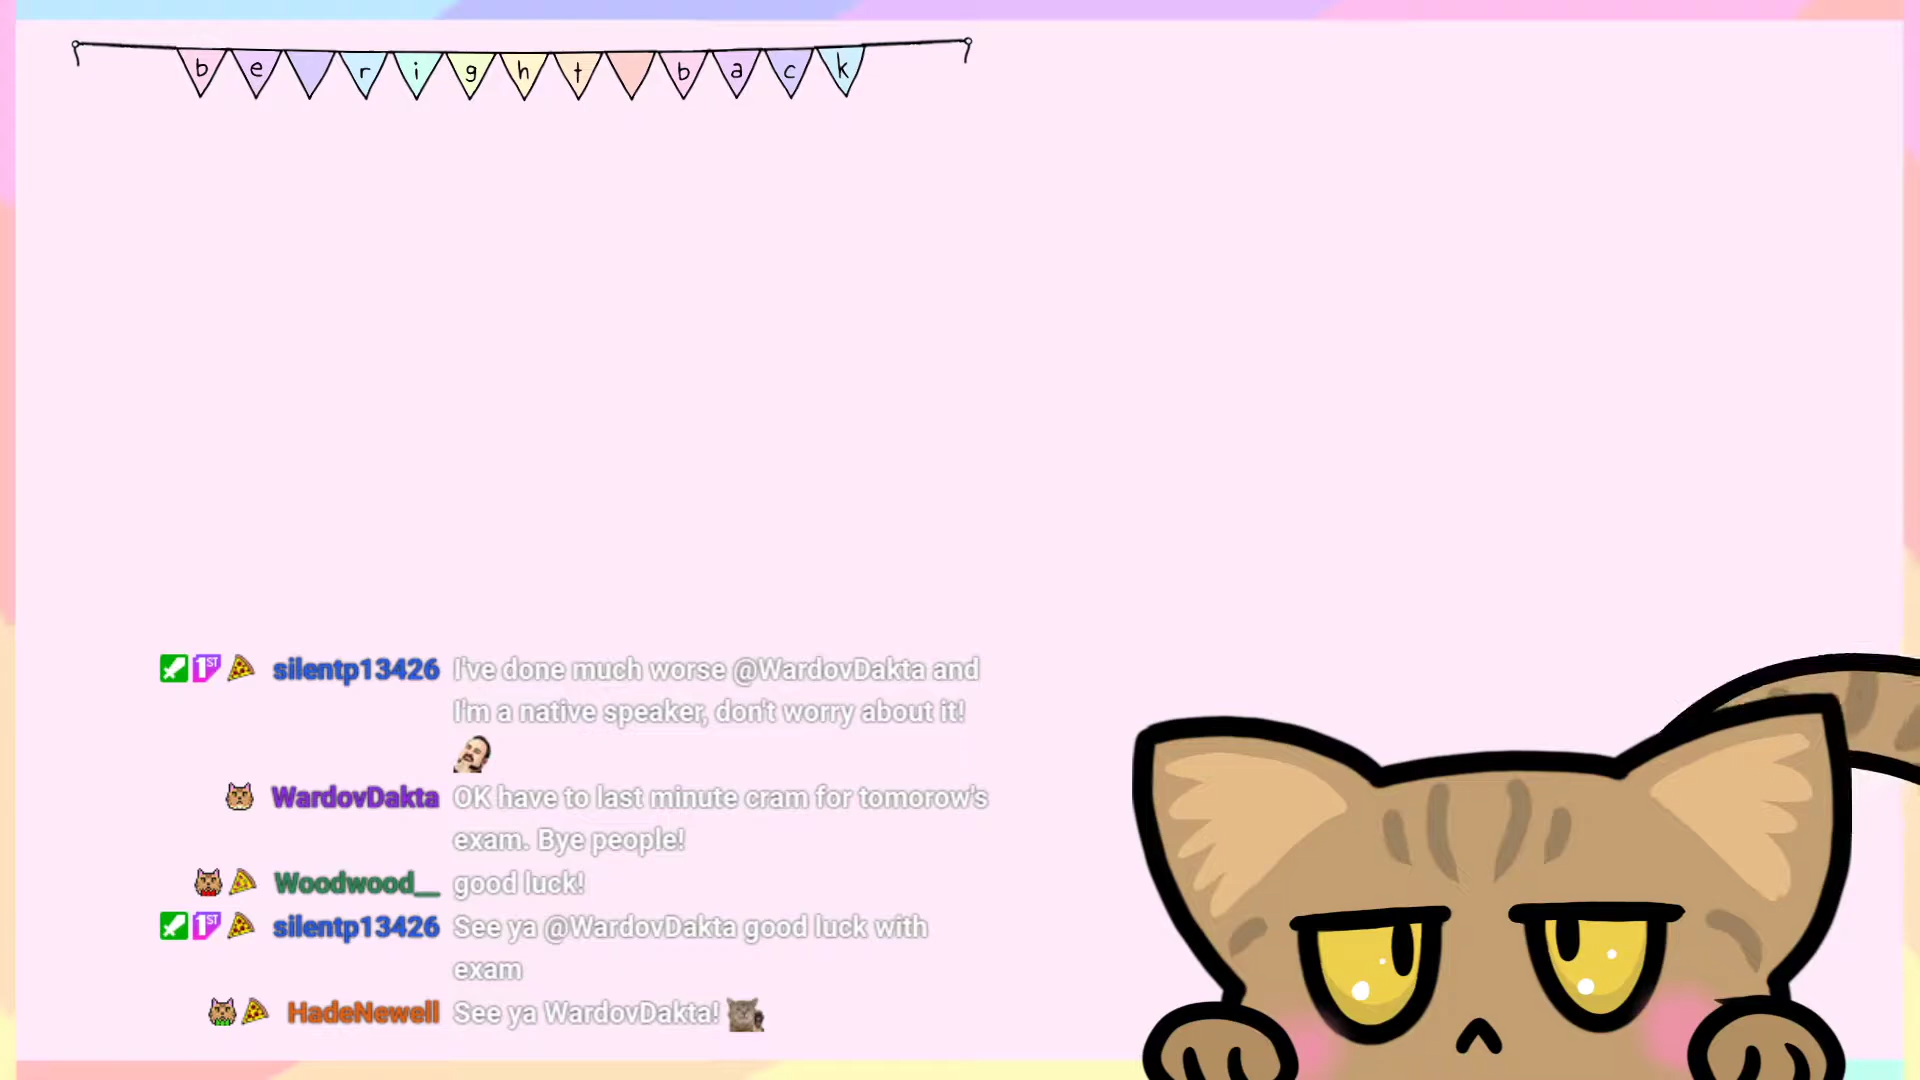 be right back
silentp13426 I've done much worse @WardovDakta and
I'm a native speaker, don't worry about it!
WardovDakta OK have to last minute cram for tomorow's
exam. Bye people!
Woodwood__ good luck!
silentp13426 See ya @WardovDakta good luck with
exam
HadeNewell See ya WardovDakta!